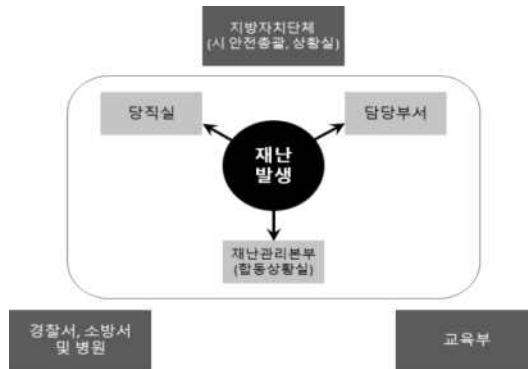 지방자치단체
(시 안전총괄, 상황실)
당직실
담당부서
재난
발생
재난관리본부
(합동상황실)
경찰서, 소방서
및 병원
교육부